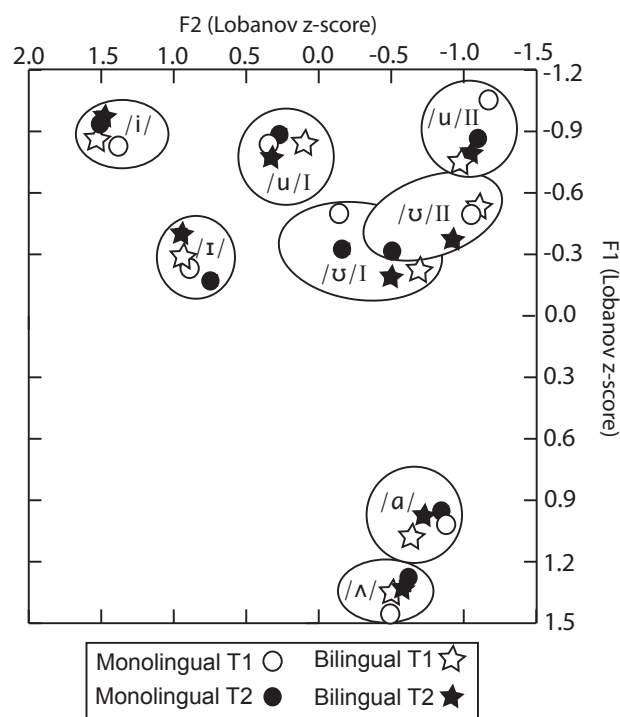 F2 (Lobanov z-score)
2.0 1.5 1.0 0.5 0.0 -0.5 -1.0 -1.5
-1.2
-0.9
-0.6
-0.3
0.0
0.3
0.6
0.9
1.2
1.5
F1 (Lobanov z-score)
/i/
/u/I
/u/II
/ʊ/II
/ɪ/
/ʊ/I
/ɑ/
/ʌ/
Monolingual T1 Bilingual T1
Monolingual T2 Bilingual T2